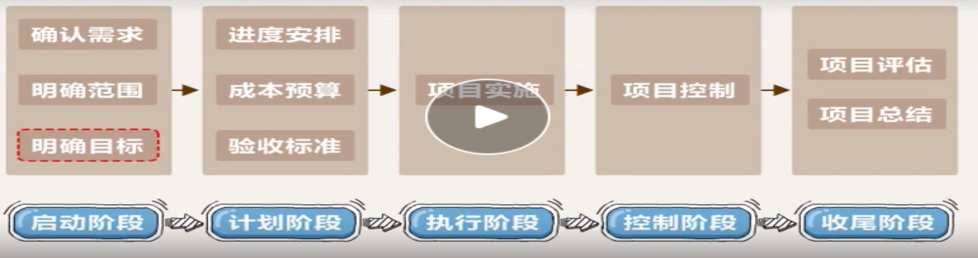 确认需求
明确范围
明确目标
进度安排
成本预算
验收标准
项目实施
项目控制
项目评估
项目总结
启动阶段
计划阶段
执行阶段
控制阶段
收尾阶段